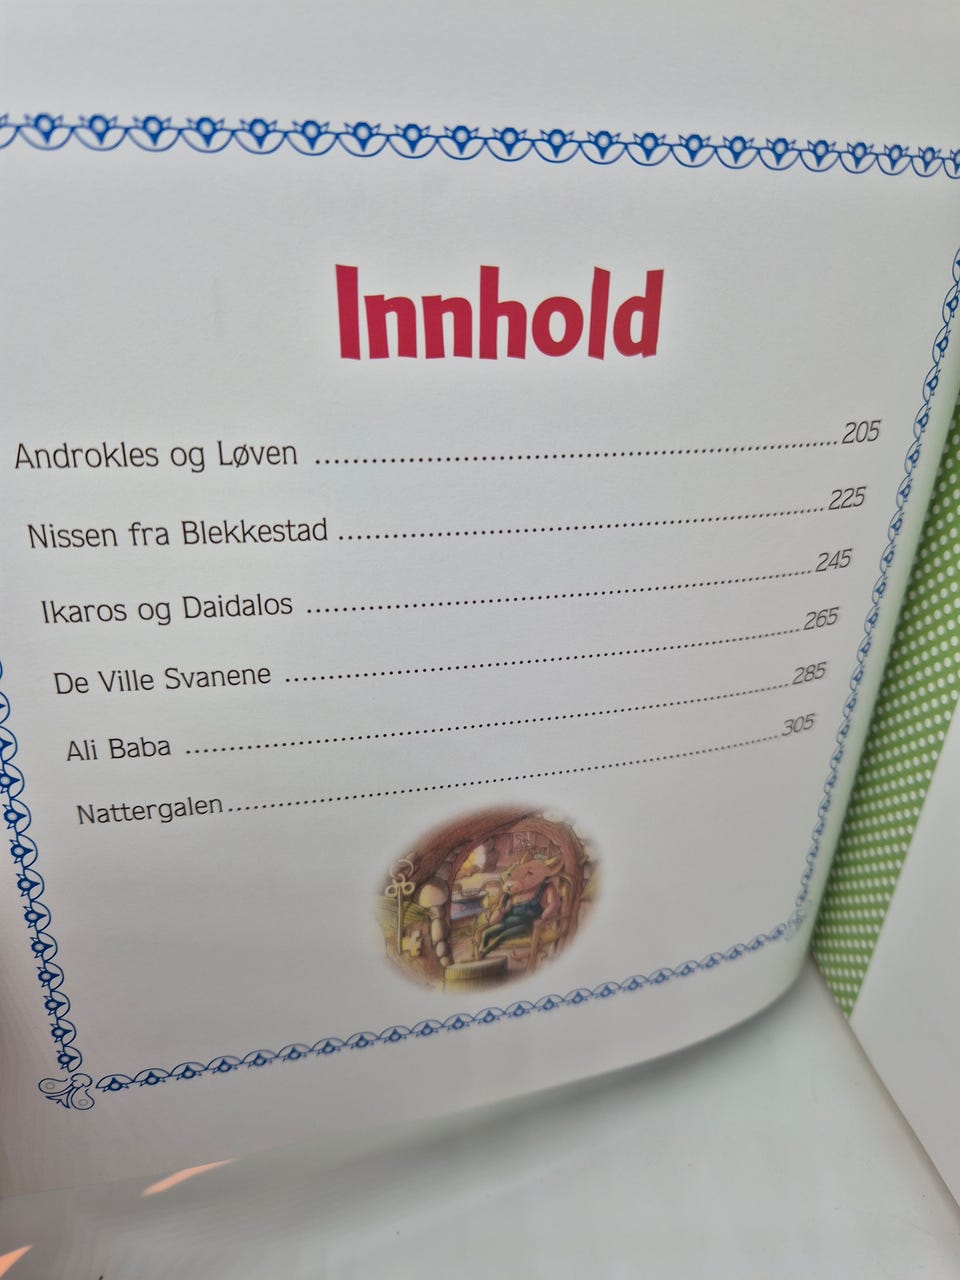 Innhold
Androkles og Løven ........................................................ 205
Nissen fra Blekkestad ........................................................ 225
Ikaros og Daidalos ........................................................ 245
De Ville Svanene ........................................................ 265
Ali Baba ........................................................ 285
Nattergalen ........................................................ 305